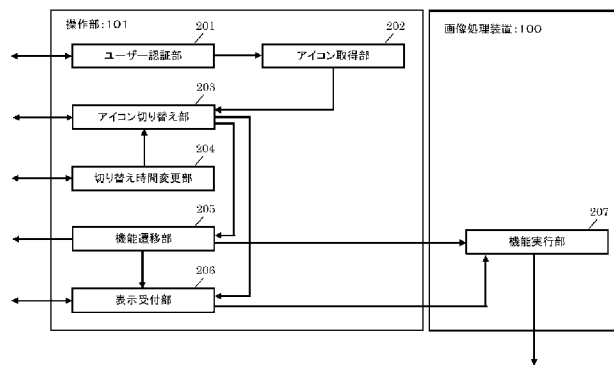 操作部:101
画像処理装置:100
201
ユーザー認証部
202
アイコン取得部
203
アイコン切り替え部
204
切り替え時間変更部
205
機能遷移部
206
表示受付部
207
機能実行部